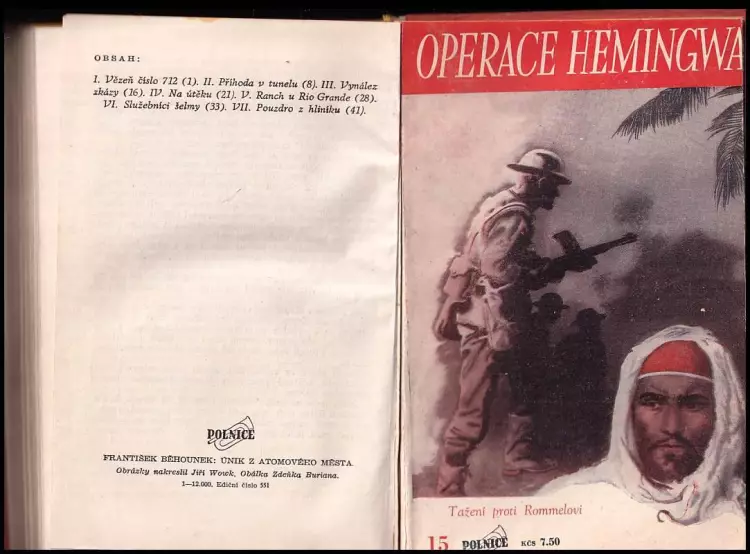 OBSAH:
I. Vězeň číslo 712 (1). II. Příhoda v tunelu (8). III. Vynález
zkázy (16). IV. Na útěku (21). V. Ranch u Rio Grande (28).
VI. Služebníci šelmy (33). VII. Pouzdro z hliníku (41).
POLNICE
FRANTIŠEK BĚHOUNEK: ÚNIK Z ATOMOVÉHO MĚSTA
Obrázky nakreslil Jiří Wowk, Obálka Zdeňka Buriana.
1—12.000. Ediční číslo 551
OPERACE HEMINGWA
Tažení proti Rommelovi
15 POLNICE KČS 7.50